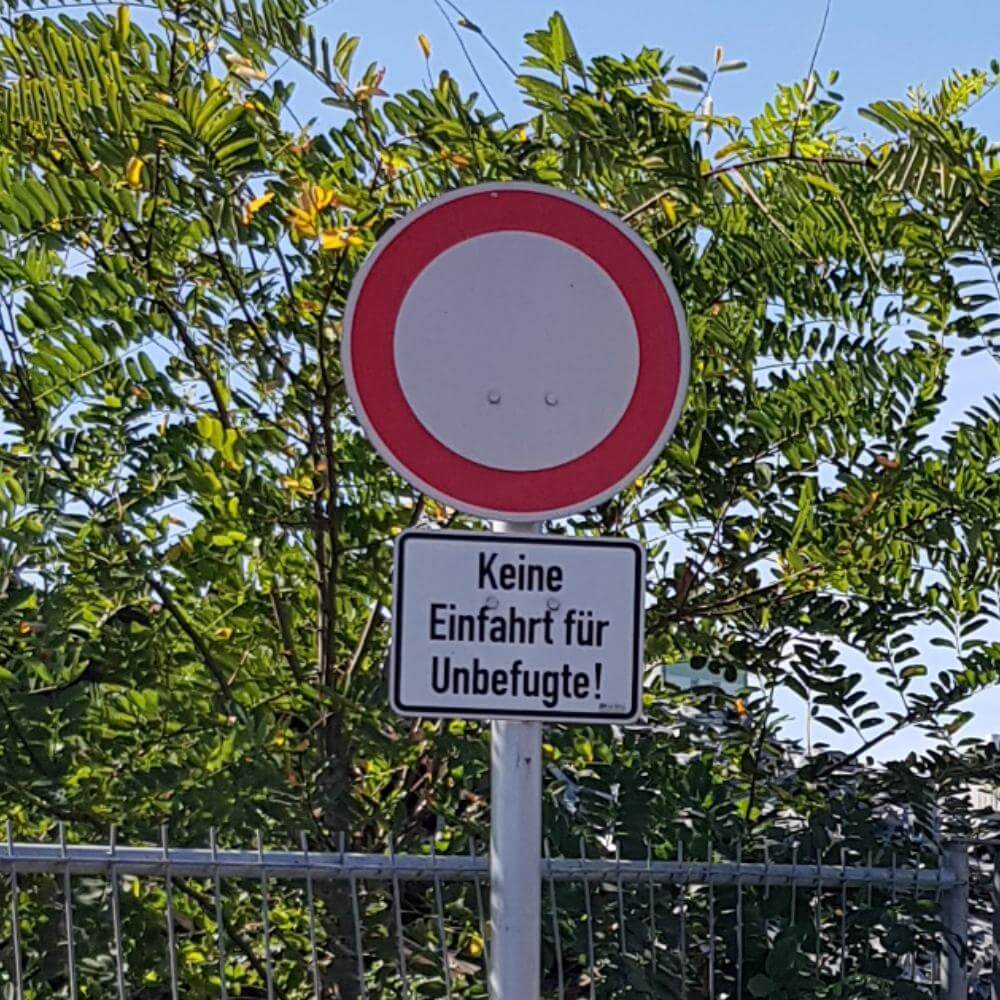 Keine
Einfahrt für
Unbefugte!